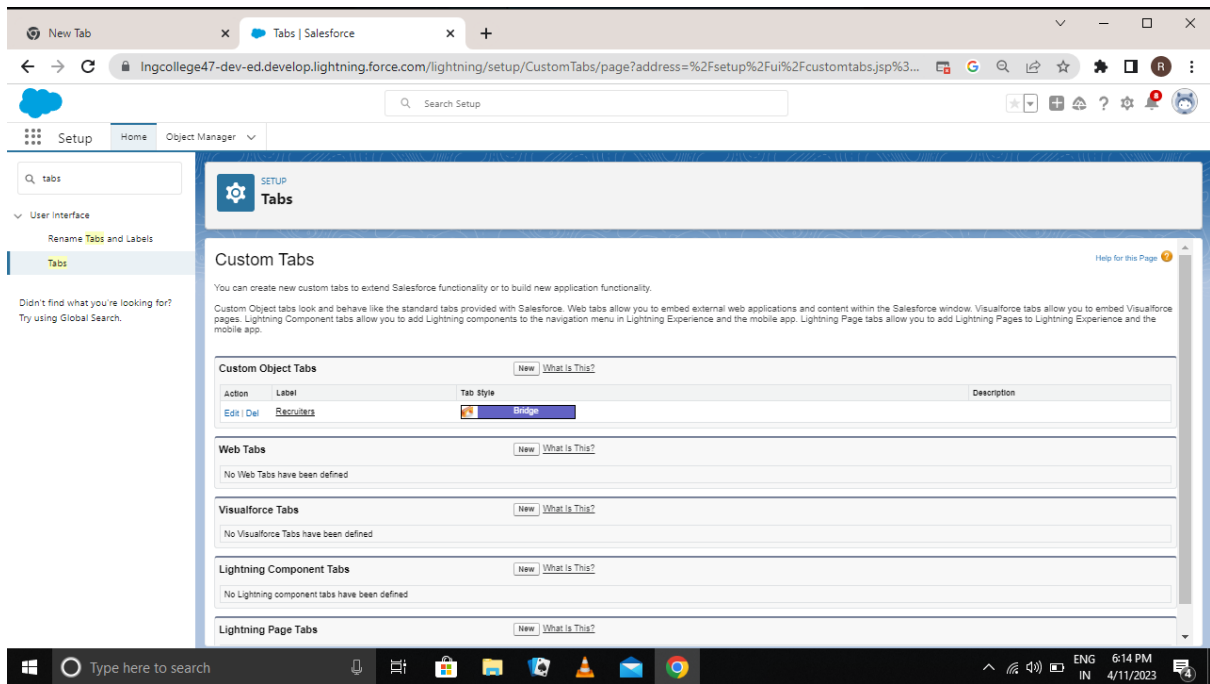 New Tab
Tabs | Salesforce
lngcollege47-dev-ed.develop.lightning.force.com/lightning/setup/CustomTabs/page?address=%2Fsetup%2Fui%2Fcustomtabs.jsp%3...
R
Search Setup
Setup
Home
Object Manager
tabs
User Interface
Rename Tabs and Labels
Tabs
Didn't find what you're looking for?
Try using Global Search.
SETUP
Tabs
Custom Tabs
Help for this Page
You can create new custom tabs to extend Salesforce functionality or to build new application functionality.
Custom Object tabs look and behave like the standard tabs provided with Salesforce. Web tabs allow you to embed external web applications and content within the Salesforce window. Visualforce tabs allow you to embed Visualforce
pages. Lightning Component tabs allow you to add Lightning components to the navigation menu in Lightning Experience and the mobile app. Lightning Page tabs allow you to add Lightning Pages to Lightning Experience and the
mobile app.
Custom Object Tabs New What Is This?
Action Label Tab Style Description
Edit | Del Recruiters Bridge
Web Tabs New What Is This?
No Web Tabs have been defined
Visualforce Tabs New What Is This?
No Visualforce Tabs have been defined
Lightning Component Tabs New What Is This?
No Lightning component tabs have been defined
Lightning Page Tabs New What Is This?
Type here to search
ENG
IN
6:14 PM
4/11/2023
4